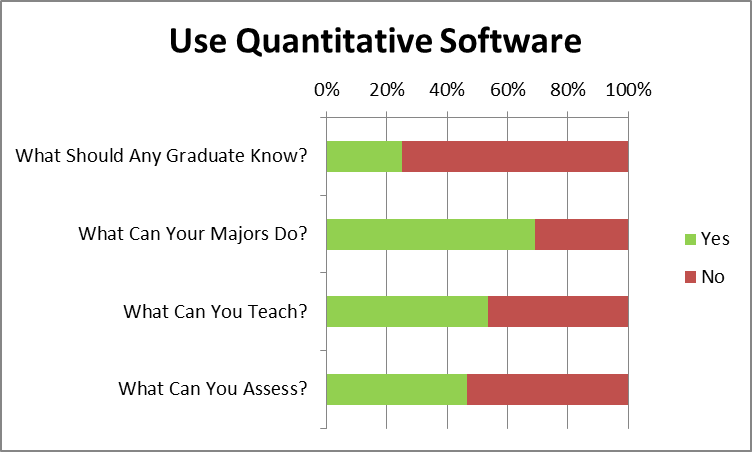 Use Quantitative Software
0% 20% 40% 60% 80% 100%
What Should Any Graduate Know?
What Can Your Majors Do?
Yes
No
What Can You Teach?
What Can You Assess?